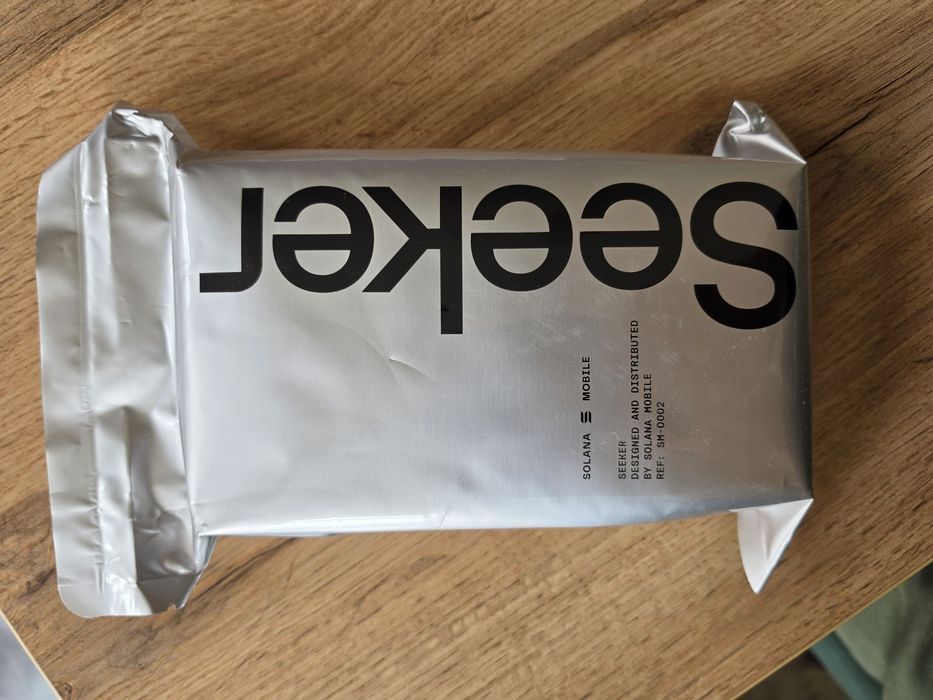 Seeker
SOLANA MOBILE
SEEKER
DESIGNED AND DISTRIBUTED
BY SOLANA MOBILE
REF: SM-0002